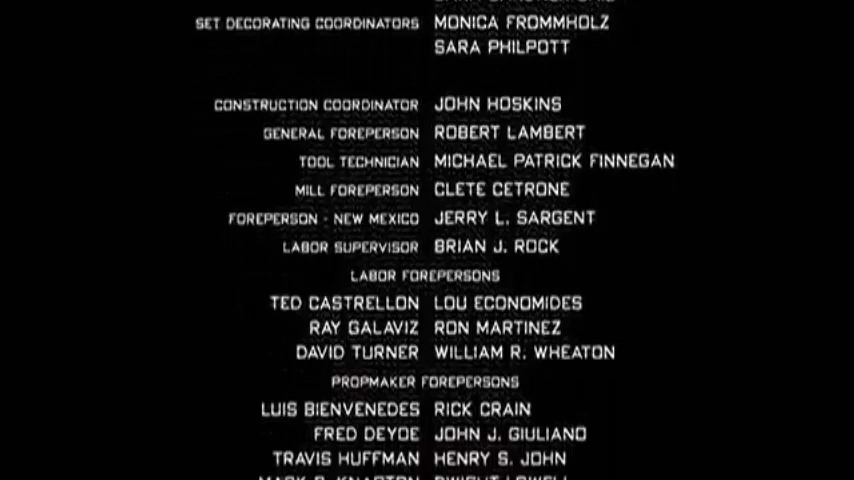 SET DECORATING COORDINATORS MONICA FROMMHOLZ
SARA PHILPOTT
CONSTRUCTION COORDINATOR JOHN HOSKINS
GENERAL FOREPERSON ROBERT LAMBERT
TOOL TECHNICIAN MICHAEL PATRICK FINNEGAN
MILL FOREPERSON CLETE CETRONE
FOREPERSON - NEW MEXICO JERRY L. SARGENT
LABOR SUPERVISOR BRIAN J. ROCK
LABOR FOREPERSONS
TED CASTRELLON LOU ECONOMIDES
RAY GALAVIZ RON MARTINEZ
DAVID TURNER WILLIAM R. WHEATON
PROPMAKER FOREPERSONS
LUIS BIENVENEDES RICK CRAIN
FRED DEYOE JOHN J. GIULIANO
TRAVIS HUFFMAN HENRY S. JOHN